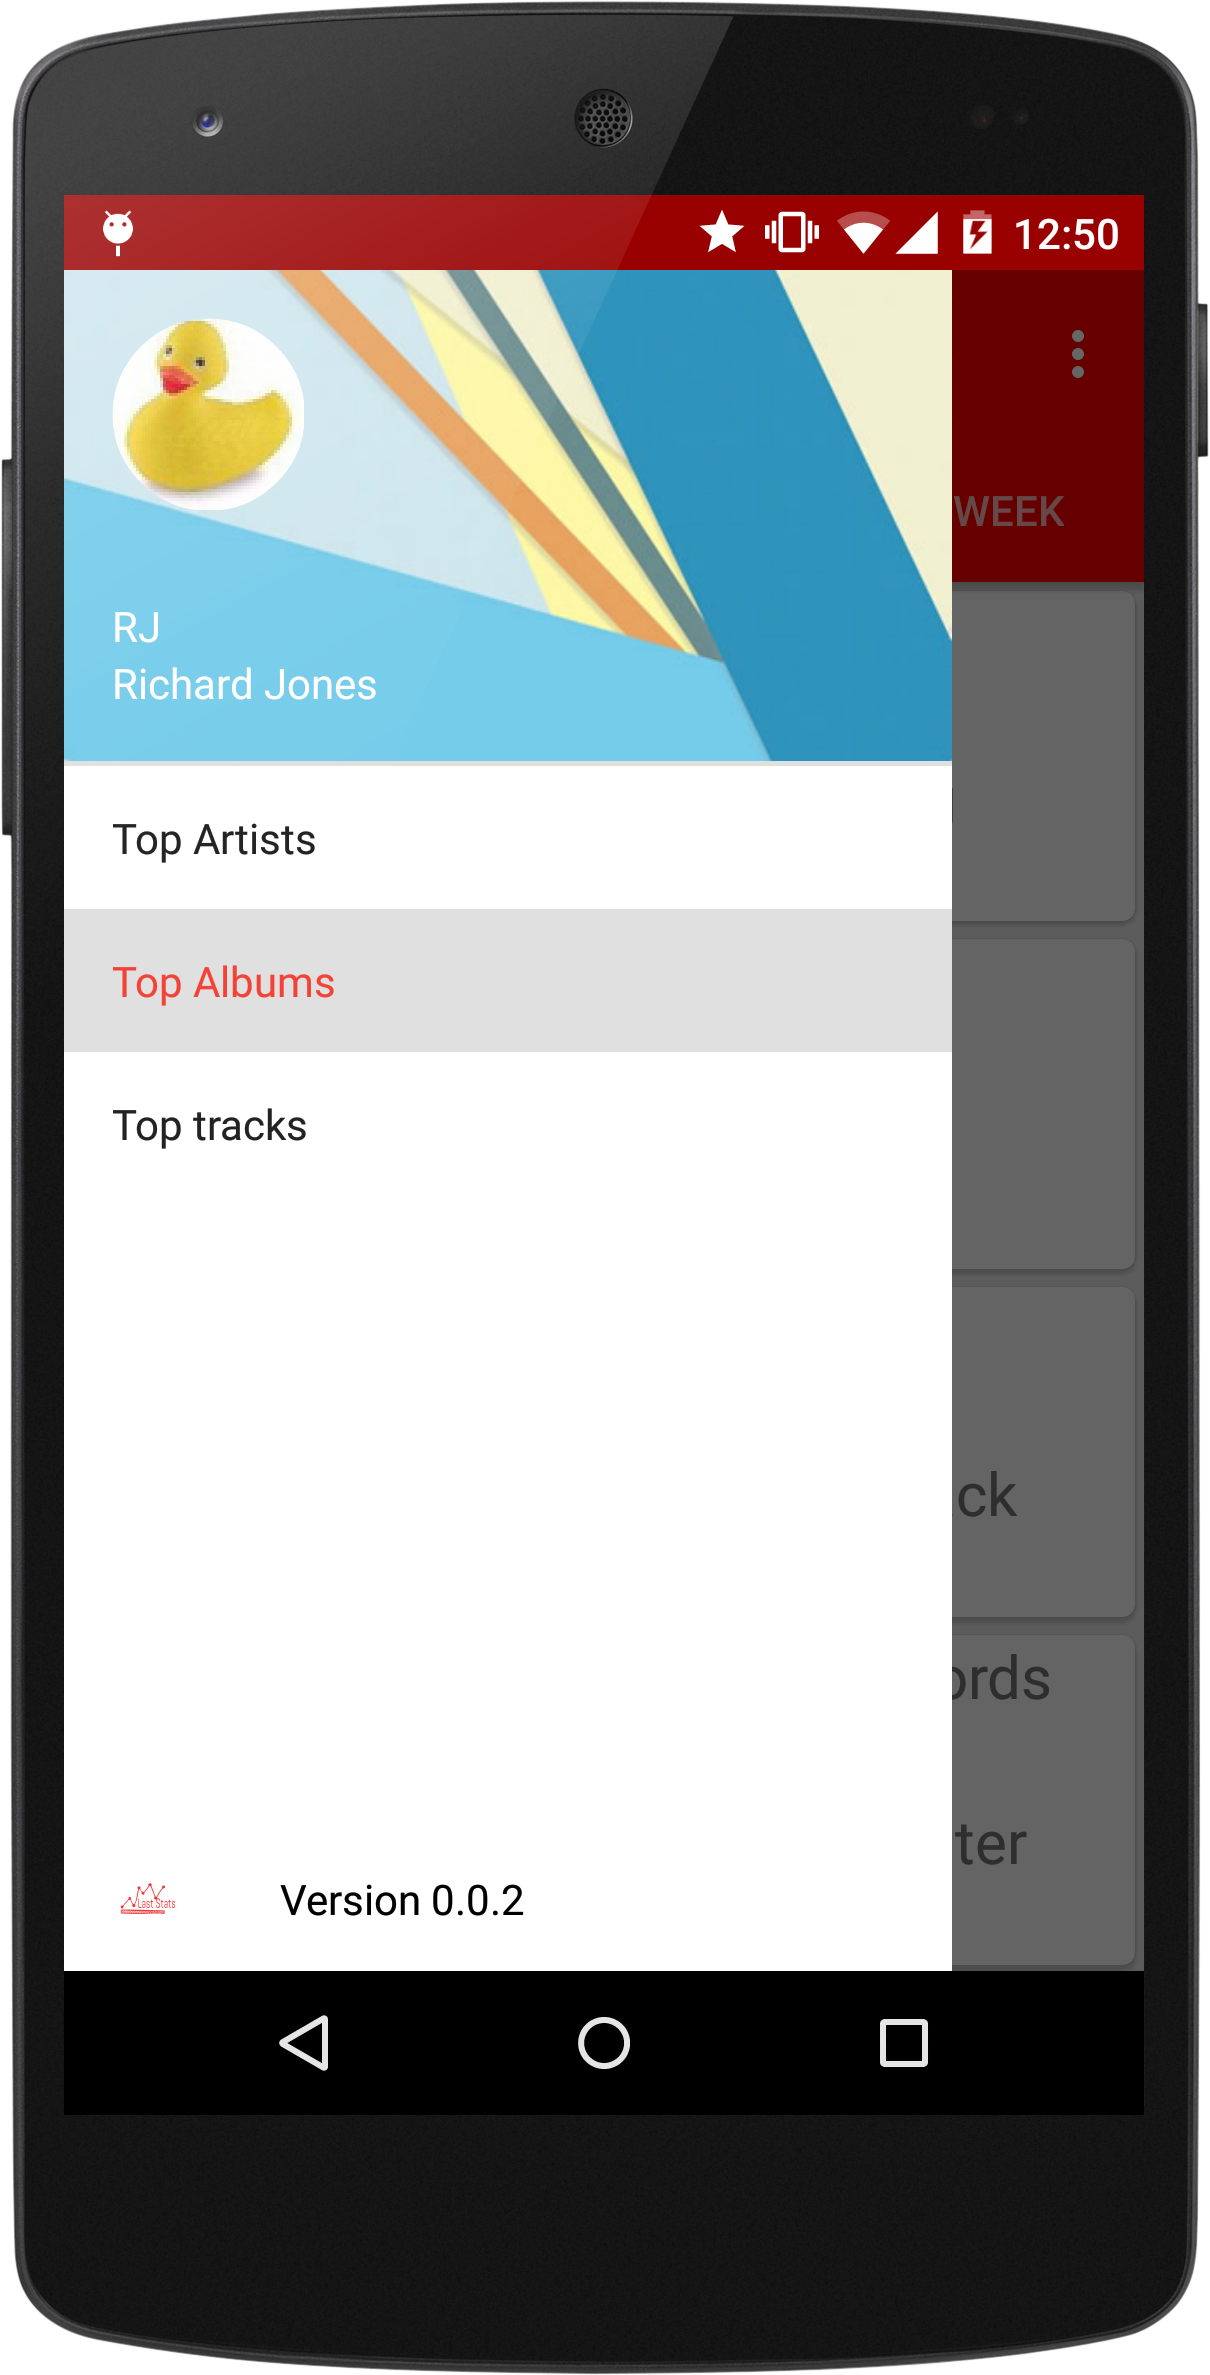 12:50
WEEK
RJ
Richard Jones
Top Artists
Top Albums
Top tracks
ck
ords
ter
Last Stats
Version 0.0.2